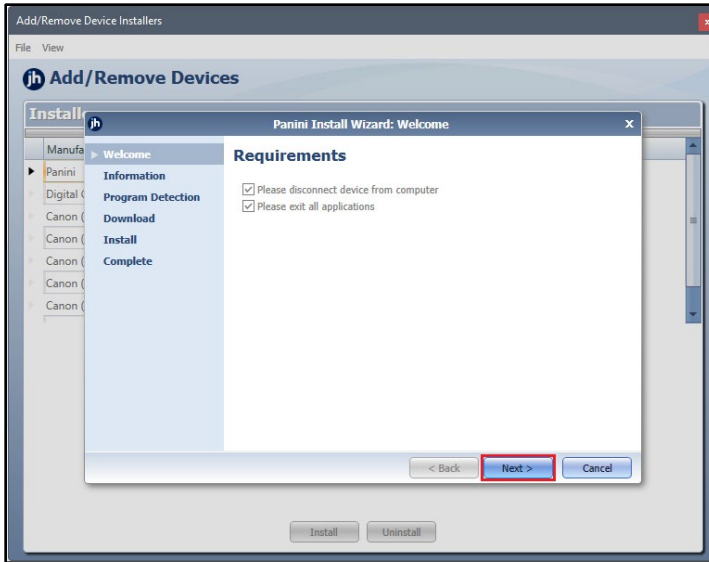 Add/Remove Device Installers
x
File View
jh Add/Remove Devices
Install
jh Panini Install Wizard: Welcome x
Manufa
Panini
Digital
Canon (
Canon (
Canon (
Canon (
Canon (
Welcome
Information
Program Detection
Download
Install
Complete
Requirements
Please disconnect device from computer
Please exit all applications
< Back Next > Cancel
Install Uninstall